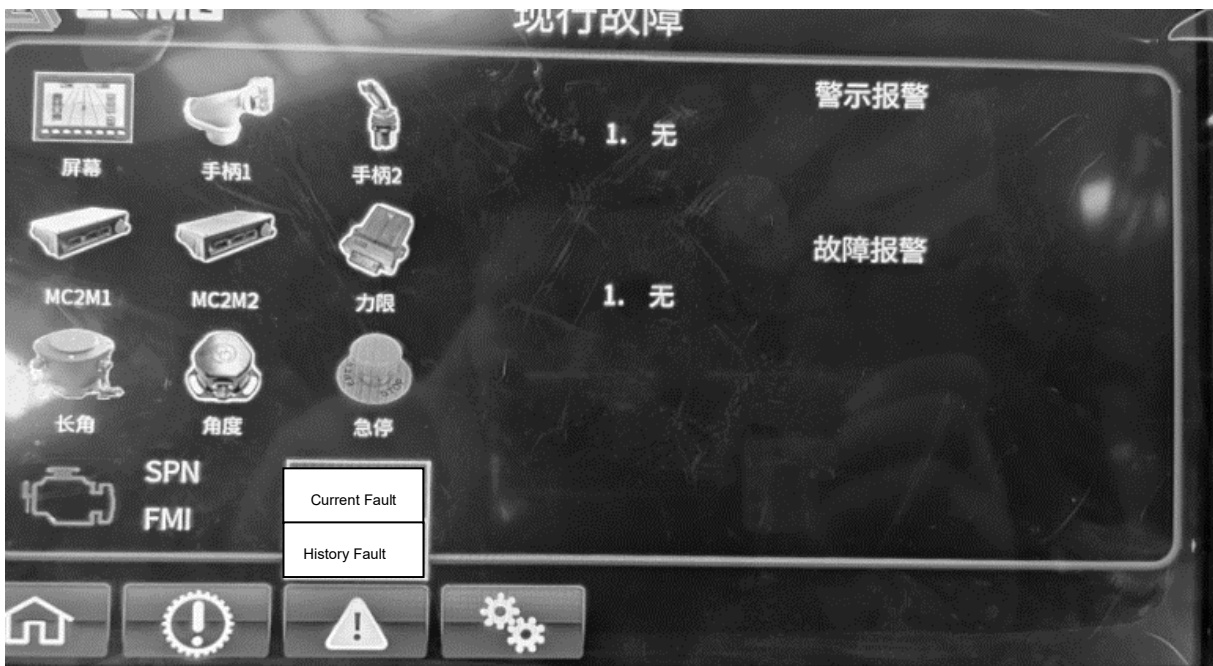 现行故障
警示报警
1. 无
故障报警
1. 无
屏幕
手柄1
手柄2
MC2M1
MC2M2
力限
长角
角度
急停
SPN
FMI
Current Fault
History Fault